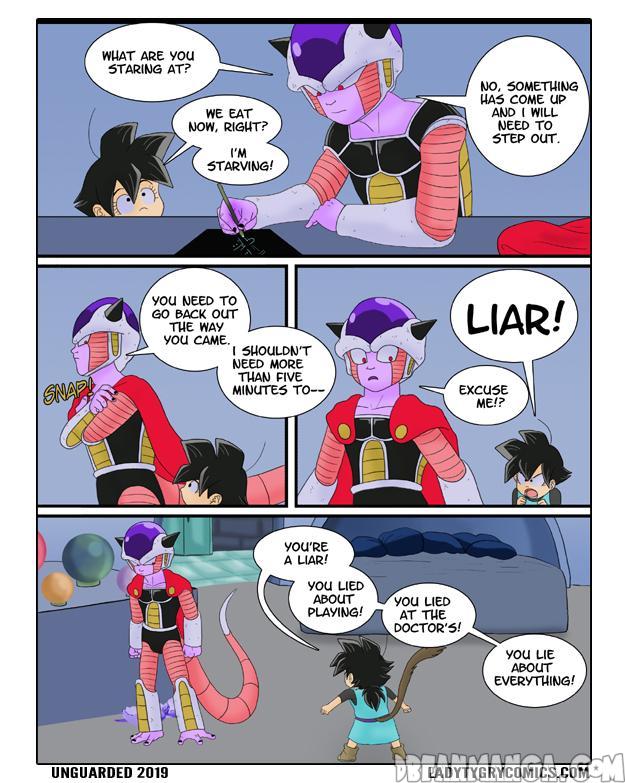 WHAT ARE YOU
STARING AT?
WE EAT
NOW, RIGHT?
I'M
STARVING!
NO, SOMETHING
HAS COME UP
AND I WILL
NEED TO
STEP OUT.
SNAP!
YOU NEED TO
GO BACK OUT
THE WAY
YOU CAME.
I SHOULDN'T
NEED MORE
THAN FIVE
MINUTES TO--
LIAR!
EXCUSE
ME!?
YOU'RE
A LIAR!
YOU LIED
ABOUT
PLAYING!
YOU LIED
AT THE
DOCTOR'S!
YOU LIE
ABOUT
EVERYTHING!
UNGUARDED 2019
LADYTYGRYCOMICS.COM
DBFANMANGA.COM